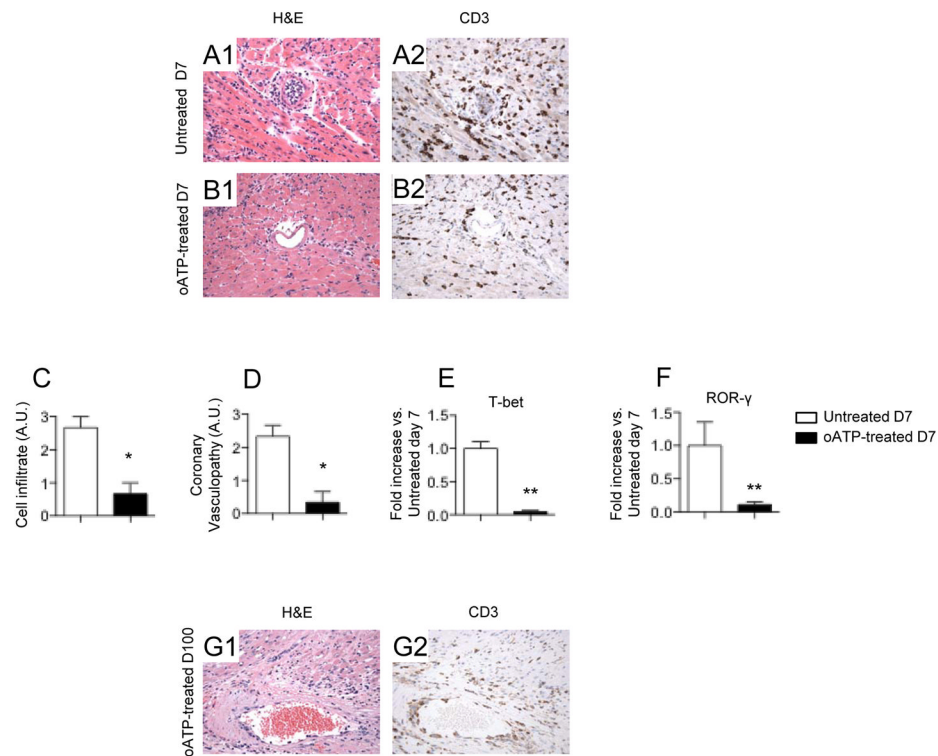 H&E CD3
Untreated D7
A1 A2
oATP-treated D7
B1 B2
C
Cell infiltrate (A.U.)
3
2
1
0
*
D
Coronary
Vasculopathy (A.U.)
3
2
1
0
*
E
T-bet
Fold increase vs.
Untreated day 7
1.5
1.0
0.5
0.0
**
F
ROR-γ
Fold increase vs.
Untreated day 7
1.5
1.0
0.5
0.0
**
Untreated D7
oATP-treated D7
H&E CD3
oATP-treated D100
G1 G2